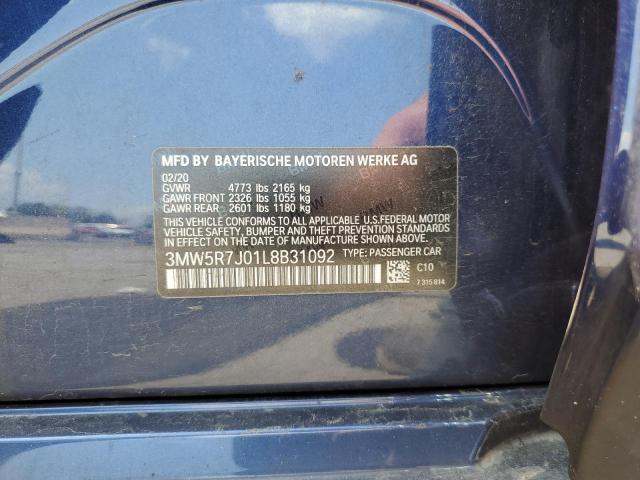 MFD BY BAYERISCHE MOTOREN WERKE AG
02/20
GVWR 4773 lbs 2165 kg
GAWR FRONT 2326 lbs 1055 kg
GAWR REAR 2601 lbs 1180 kg
THIS VEHICLE CONFORMS TO ALL APPLICABLE U.S.FEDERAL MOTOR
VEHICLE SAFETY, BUMPER AND THEFT PREVENTION STANDARDS
IN EFFECT ON THE DATE OF MANUFACTURE SHOWN ABOVE.
3MW5R7J01L8B31092 TYPE: PASSENGER CAR
C10
7 315 814